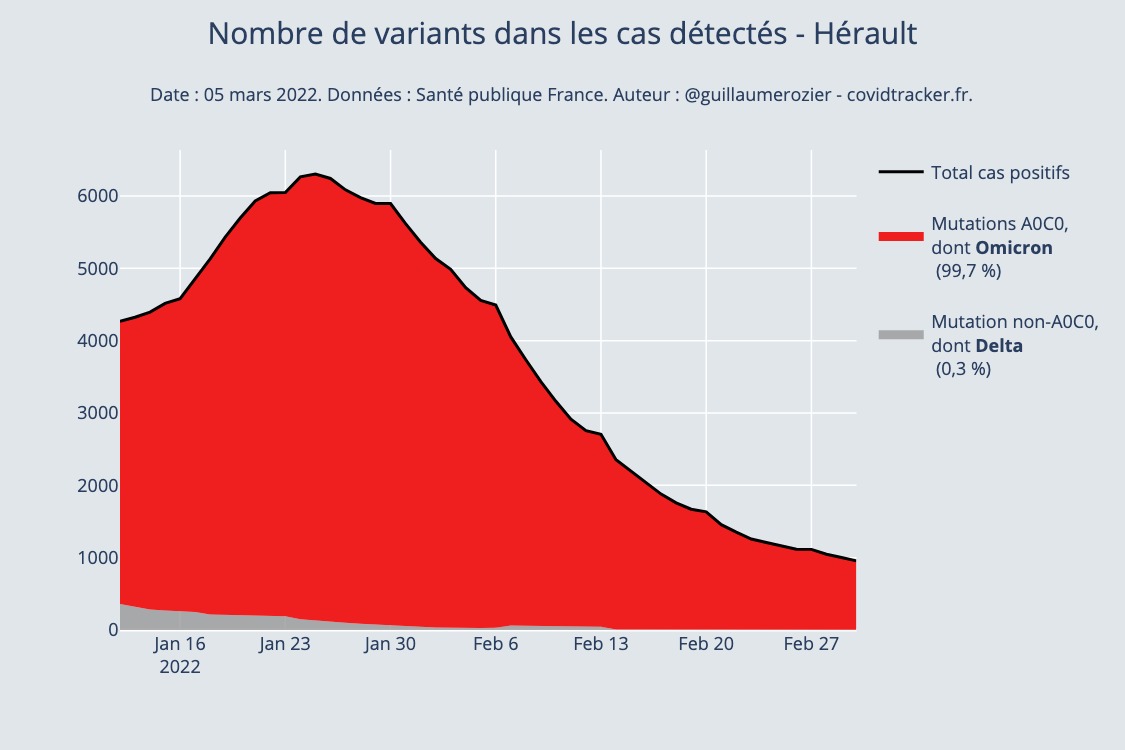 Nombre de variants dans les cas détectés - Hérault
Date : 05 mars 2022. Données : Santé publique France. Auteur : @guillaumerozier - covidtracker.fr.
Total cas positifs
Mutations A0C0,
dont Omicron
(99,7 %)
Mutation non-A0C0,
dont Delta
(0,3 %)
6000
5000
4000
3000
2000
1000
0
Jan 16
2022
Jan 23
Jan 30
Feb 6
Feb 13
Feb 20
Feb 27